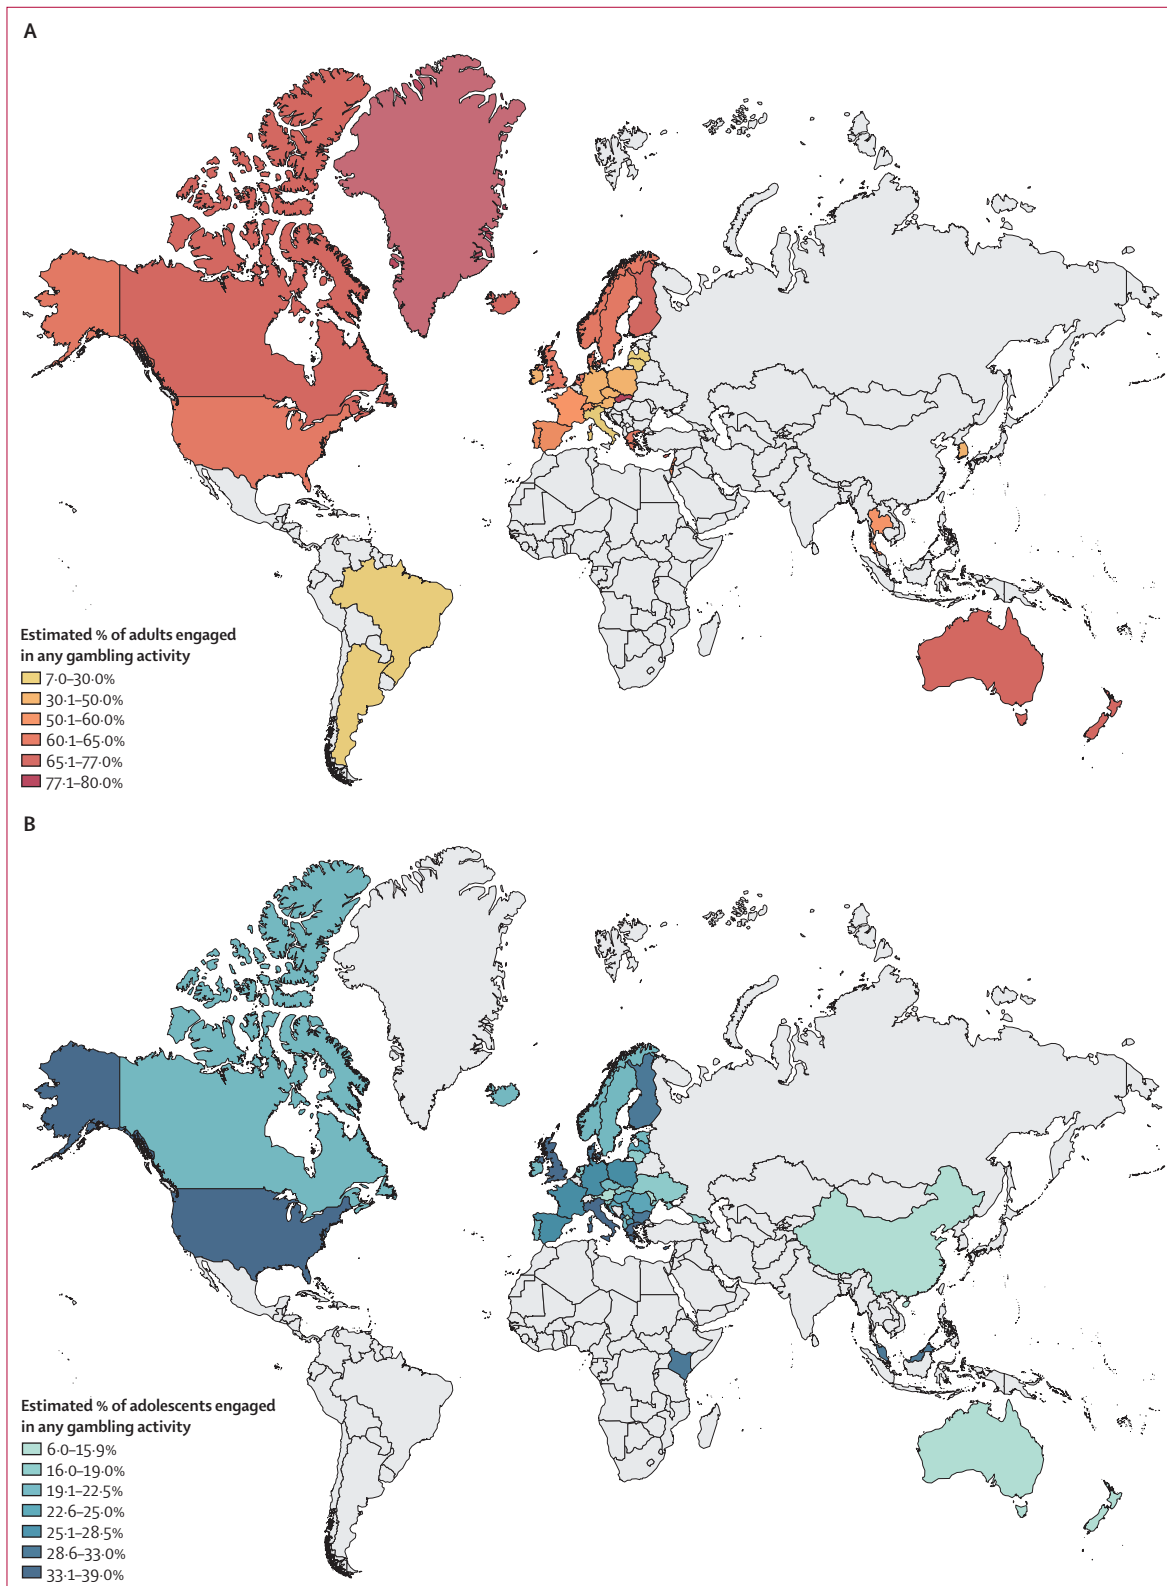 A
Estimated % of adults engaged
in any gambling activity
7·0–30·0%
30·1–50·0%
50·1–60·0%
60·1–65·0%
65·1–77·0%
77·1–80·0%
B
Estimated % of adolescents engaged
in any gambling activity
6·0–15·9%
16·0–19·0%
19·1–22·5%
22·6–25·0%
25·1–28·5%
28·6–33·0%
33·1–39·0%